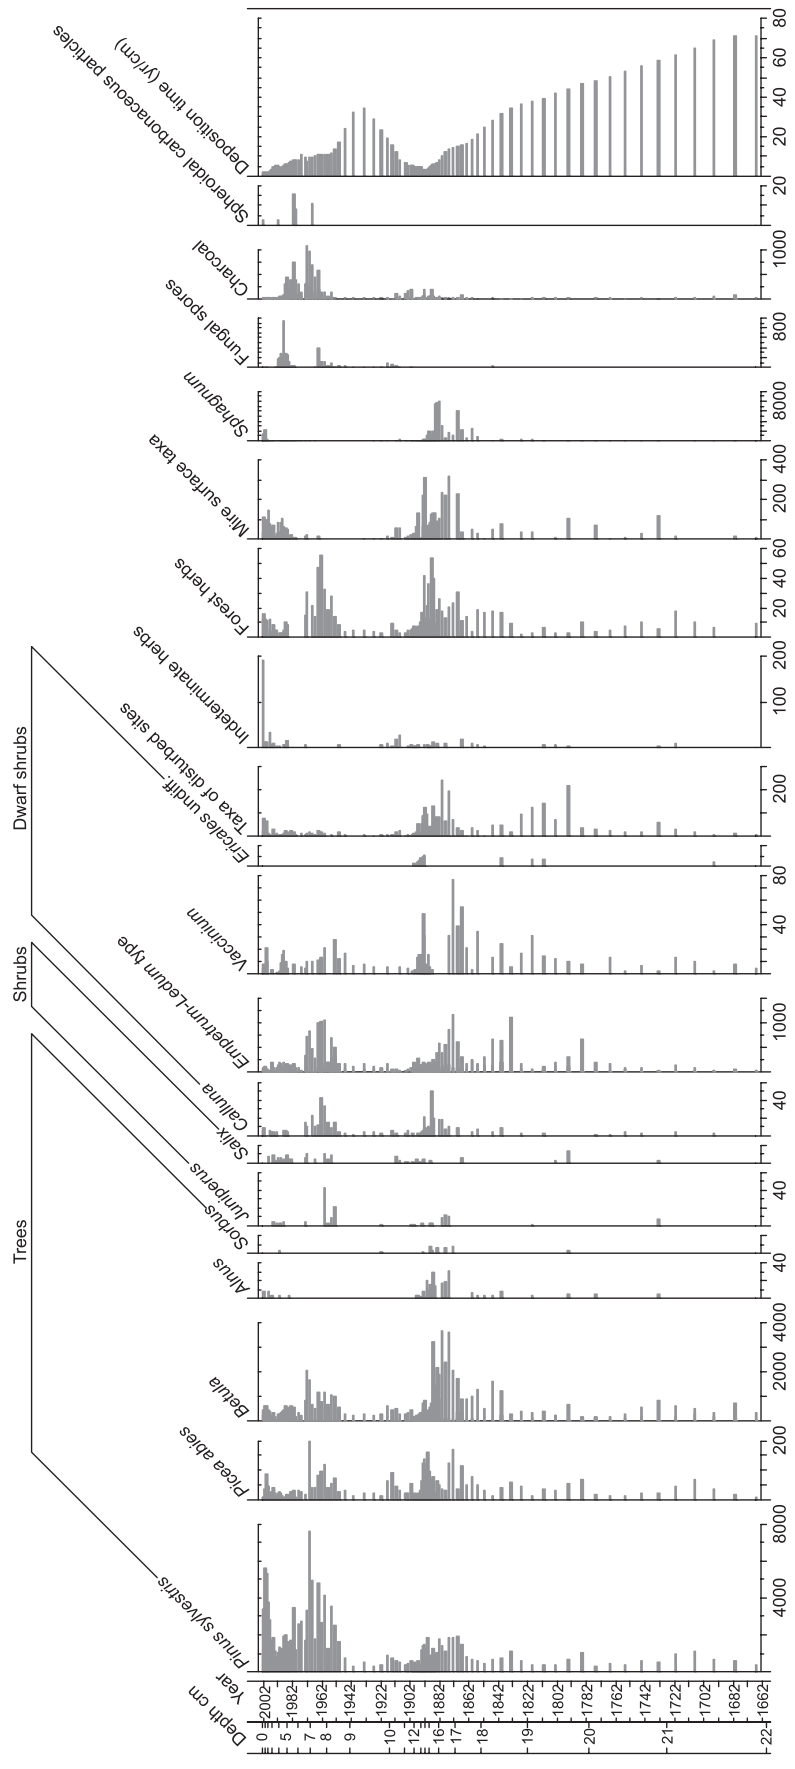 Trees
Shrubs
Dwarf shrubs
Depth cm
Year
Pinus sylvestris
Picea abies
Betula
Alnus
Sorbus
Juniperus
Salix
Calluna
Empetrum-Ledum type
Vaccinium
Ericales undiff.
Taxa of disturbed sites
Indeterminate herbs
Forest herbs
Mire surface taxa
Sphagnum
Fungal spores
Charcoal
Spheroidal carbonaceous particles
Deposition time (yr/cm)
0 5 7 8 9 10 12 16 17 18 19 20 21 22
2002 1982 1962 1942 1922 1902 1882 1862 1842 1822 1802 1782 1762 1742 1722 1702 1682 1662
4000 8000
200
2000 4000
40
40
40
1000
40 80
200
100 200
20 40 60
200 400
8000
800
1000
20
20 40 60 80